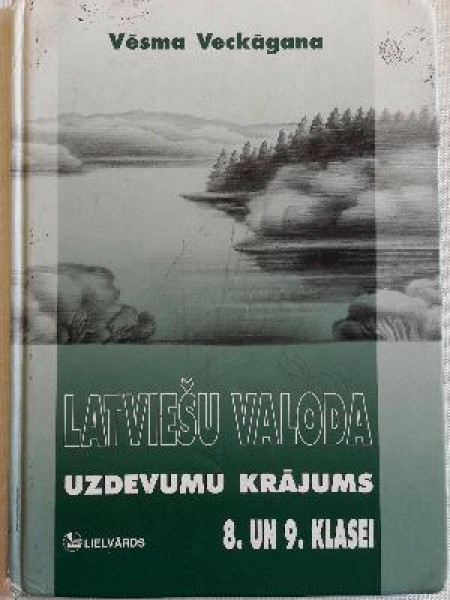 Vēsma Veckāgana
LATVIEŠU VALODA
UZDEVUMU KRĀJUMS
8. UN 9. KLASEI
LIELVĀRDS